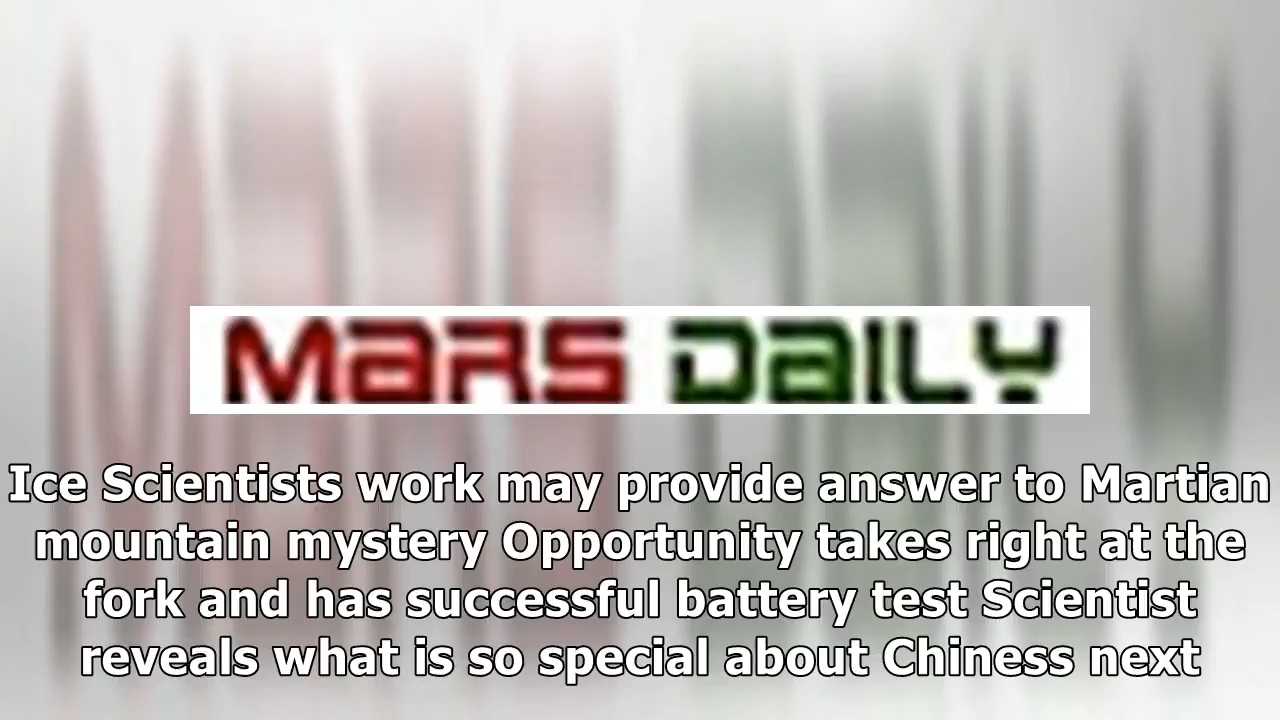 MARS DAILY
Ice Scientists work may provide answer to Martian
mountain mystery Opportunity takes right at the
fork and has successful battery test Scientist
reveals what is so special about Chiness next